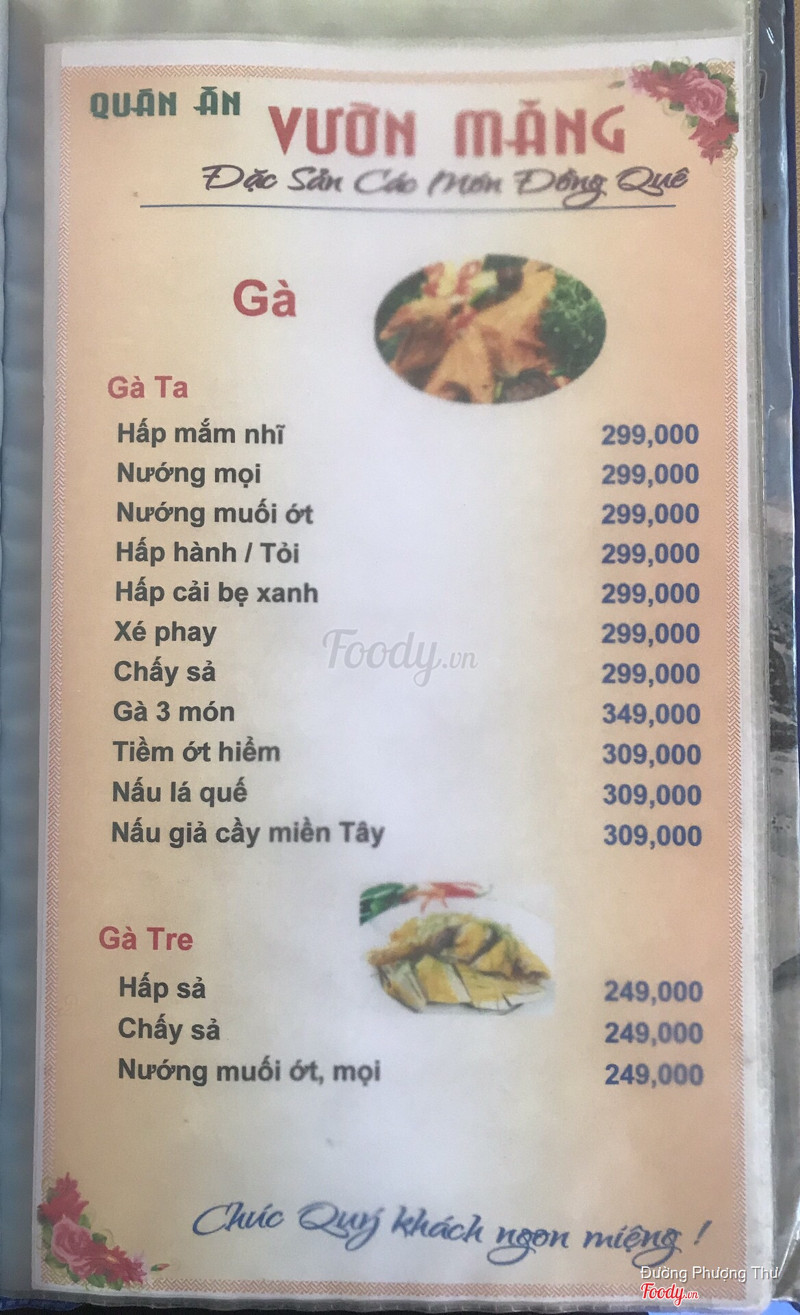 QUÁN ĂN
VƯỜN MĂNG
Đặc Sản Các Món Đồng Quê
Gà
Gà Ta
Hấp mắm nhĩ 299,000
Nướng mọi 299,000
Nướng muối ớt 299,000
Hấp hành / Tỏi 299,000
Hấp cải bẹ xanh 299,000
Xé phay 299,000
Foody.vn
Chấy sả 299,000
Gà 3 món 349,000
Tiềm ớt hiểm 309,000
Nấu lá quế 309,000
Nấu giả cầy miền Tây 309,000
Gà Tre
Hấp sả 249,000
Chấy sả 249,000
Nướng muối ớt, mọi 249,000
Chúc Quý khách ngon miệng !
Đường Phượng Thư
Foody.vn